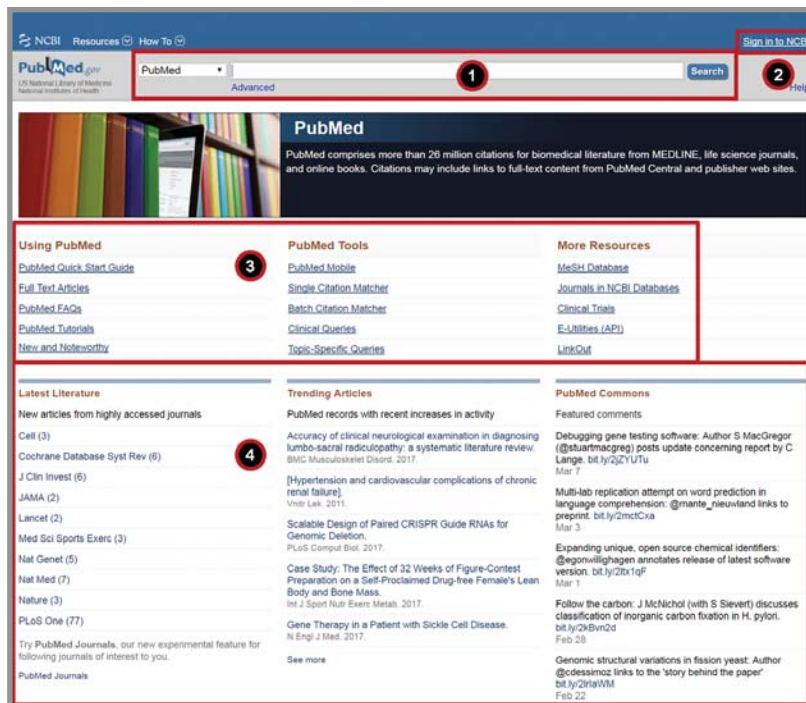 NCBI Resources How To
Sign in to NCBI
PubMed.gov
US National Library of Medicine
National Institutes of Health
PubMed
1
Search
2
Advanced
Help
PubMed
PubMed comprises more than 26 million citations for biomedical literature from MEDLINE, life science journals,
and online books. Citations may include links to full-text content from PubMed Central and publisher web sites.
Using PubMed
PubMed Quick Start Guide
Full Text Articles
PubMed FAQs
PubMed Tutorials
New and Noteworthy
3
PubMed Tools
PubMed Mobile
Single Citation Matcher
Batch Citation Matcher
Clinical Queries
Topic-Specific Queries
More Resources
MeSH Database
Journals in NCBI Databases
Clinical Trials
E-Utilities (API)
LinkOut
Latest Literature
New articles from highly accessed journals
Cell (3)
Cochrane Database Syst Rev (6)
J Clin Invest (6)
JAMA (2)
Lancet (2)
Med Sci Sports Exerc (3)
Nat Genet (5)
Nat Med (7)
Nature (3)
PLoS One (77)
Try PubMed Journals, our new experimental feature for
following journals of interest to you.
PubMed Journals
4
Trending Articles
PubMed records with recent increases in activity
Accuracy of clinical neurological examination in diagnosing
lumbo-sacral radiculopathy: a systematic literature review.
BMC Musculoskelet Disord. 2017.
[Hypertension and cardiovascular complications of chronic
renal failure].
Vnitr Lek. 2011.
Scalable Design of Paired CRISPR Guide RNAs for
Genomic Deletion.
PLoS Comput Biol. 2017.
Case Study: The Effect of 32 Weeks of Figure-Contest
Preparation on a Self-Proclaimed Drug-free Female's Lean
Body and Bone Mass.
Int J Sport Nutr Exerc Metab. 2017.
Gene Therapy in a Patient with Sickle Cell Disease.
N Engl J Med. 2017.
See more
PubMed Commons
Featured comments
Debugging gene testing software: Author S MacGregor
(@stuartmacgreg) posts update concerning report by C
Lange. bit.ly/2jZYUTu
Mar 7
Multi-lab replication attempt on word prediction in
language comprehension: @mante_nieuwland links to
preprint. bit.ly/2mctCxa
Mar 3
Expanding unique, open source chemical identifiers:
@egonwillighagen annotates release of latest software
version. bit.ly/2ltx1qF
Mar 1
Follow the carbon: J McNichol (with S Sievert) discusses
classification of inorganic carbon fixation in H. pylori.
bit.ly/2kBvn2d
Feb 28
Genomic structural variations in fission yeast: Author
@cdessimoz links to the 'story behind the paper'
bit.ly/2lrlaWM
Feb 22